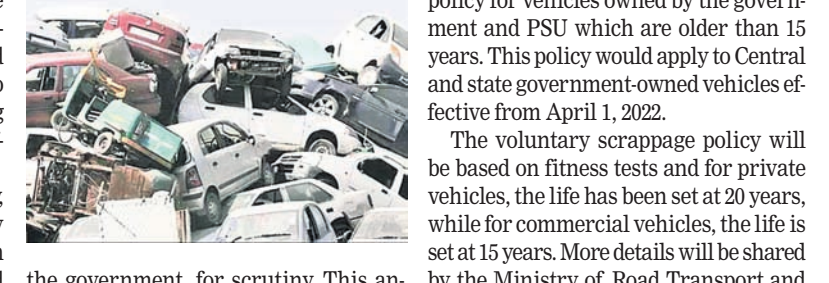 the government, for scrutiny. This an-
policy for vehicles owned by the govern-
ment and PSU which are older than 15
years. This policy would apply to Central
and state government-owned vehicles ef-
fective from April 1, 2022.
The voluntary scrappage policy will
be based on fitness tests and for private
vehicles, the life has been set at 20 years,
while for commercial vehicles, the life is
set at 15 years. More details will be shared
by the Ministry of Road Transport and